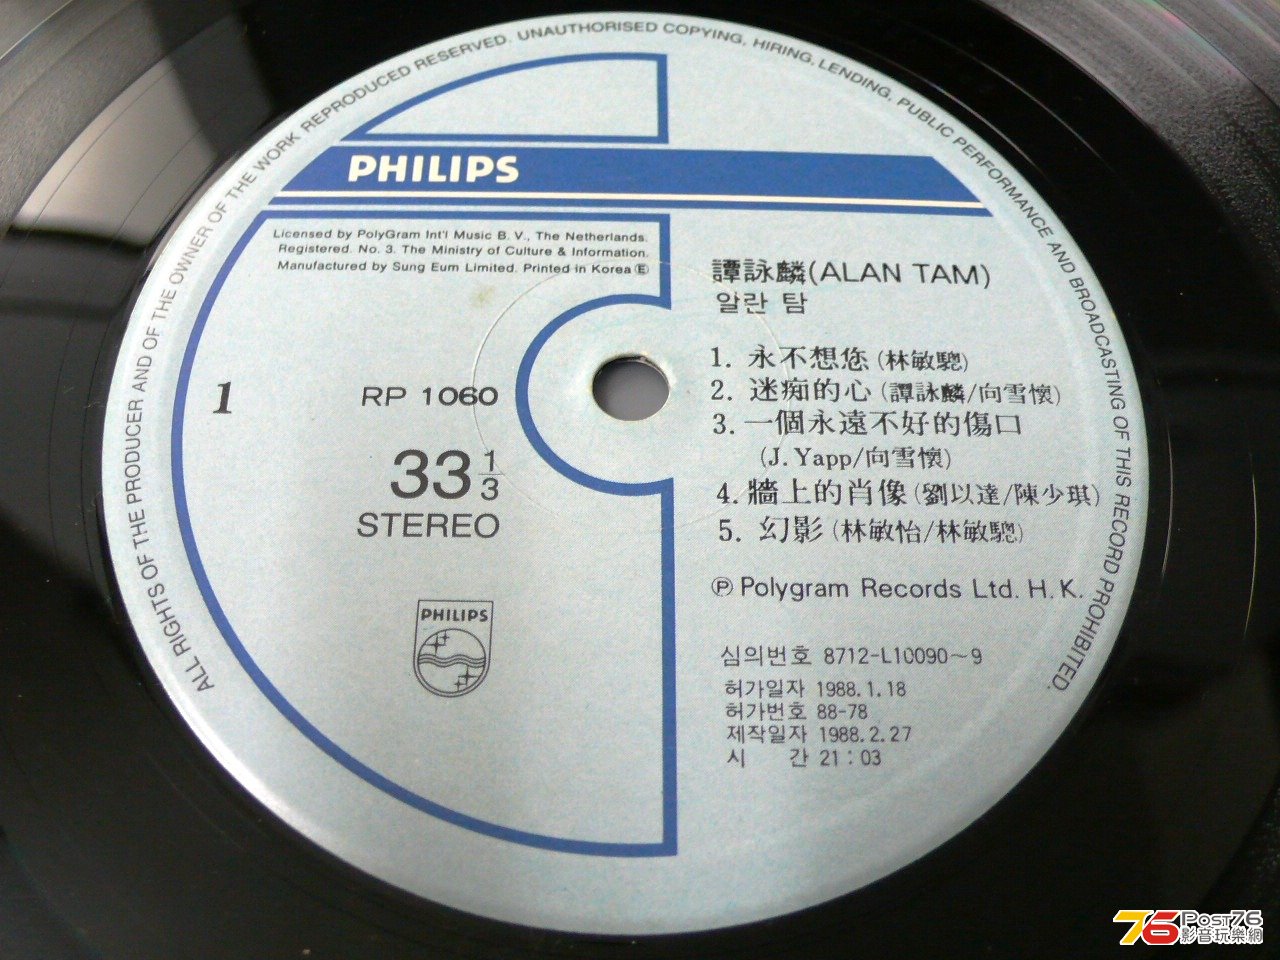 ALL RIGHTS OF THE PRODUCER AND OF THE OWNER OF THE WORK REPRODUCED RESERVED. UNAUTHORISED COPYING, HIRING, LENDING, PUBLIC PERFORMANCE AND BROADCASTING OF THIS RECORD PROHIBITED.
PHILIPS
Licensed by PolyGram Int'l Music B. V., The Netherlands.
Registered. No. 3. The Ministry of Culture & Information.
Manufactured by Sung Eum Limited. Printed in Korea Ⓔ
譚詠麟(ALAN TAM)
알란 탐
1. 永不想您 (林敏驄)
2. 迷痴的心 (譚詠麟/向雪懷)
3. 一個永遠不好的傷口
(J. Yapp/向雪懷)
4. 牆上的肖像 (劉以達/陳少琪)
5. 幻影 (林敏怡/林敏驄)
Ⓟ Polygram Records Ltd. H. K.
심의번호 8712-L10090~9
허가일자 1988.1.18
허가번호 88-78
제작일자 1988.2.27
시 간 21:03
1
RP 1060
33 1/3
STEREO
PHILIPS
76 Post76
影音玩樂網